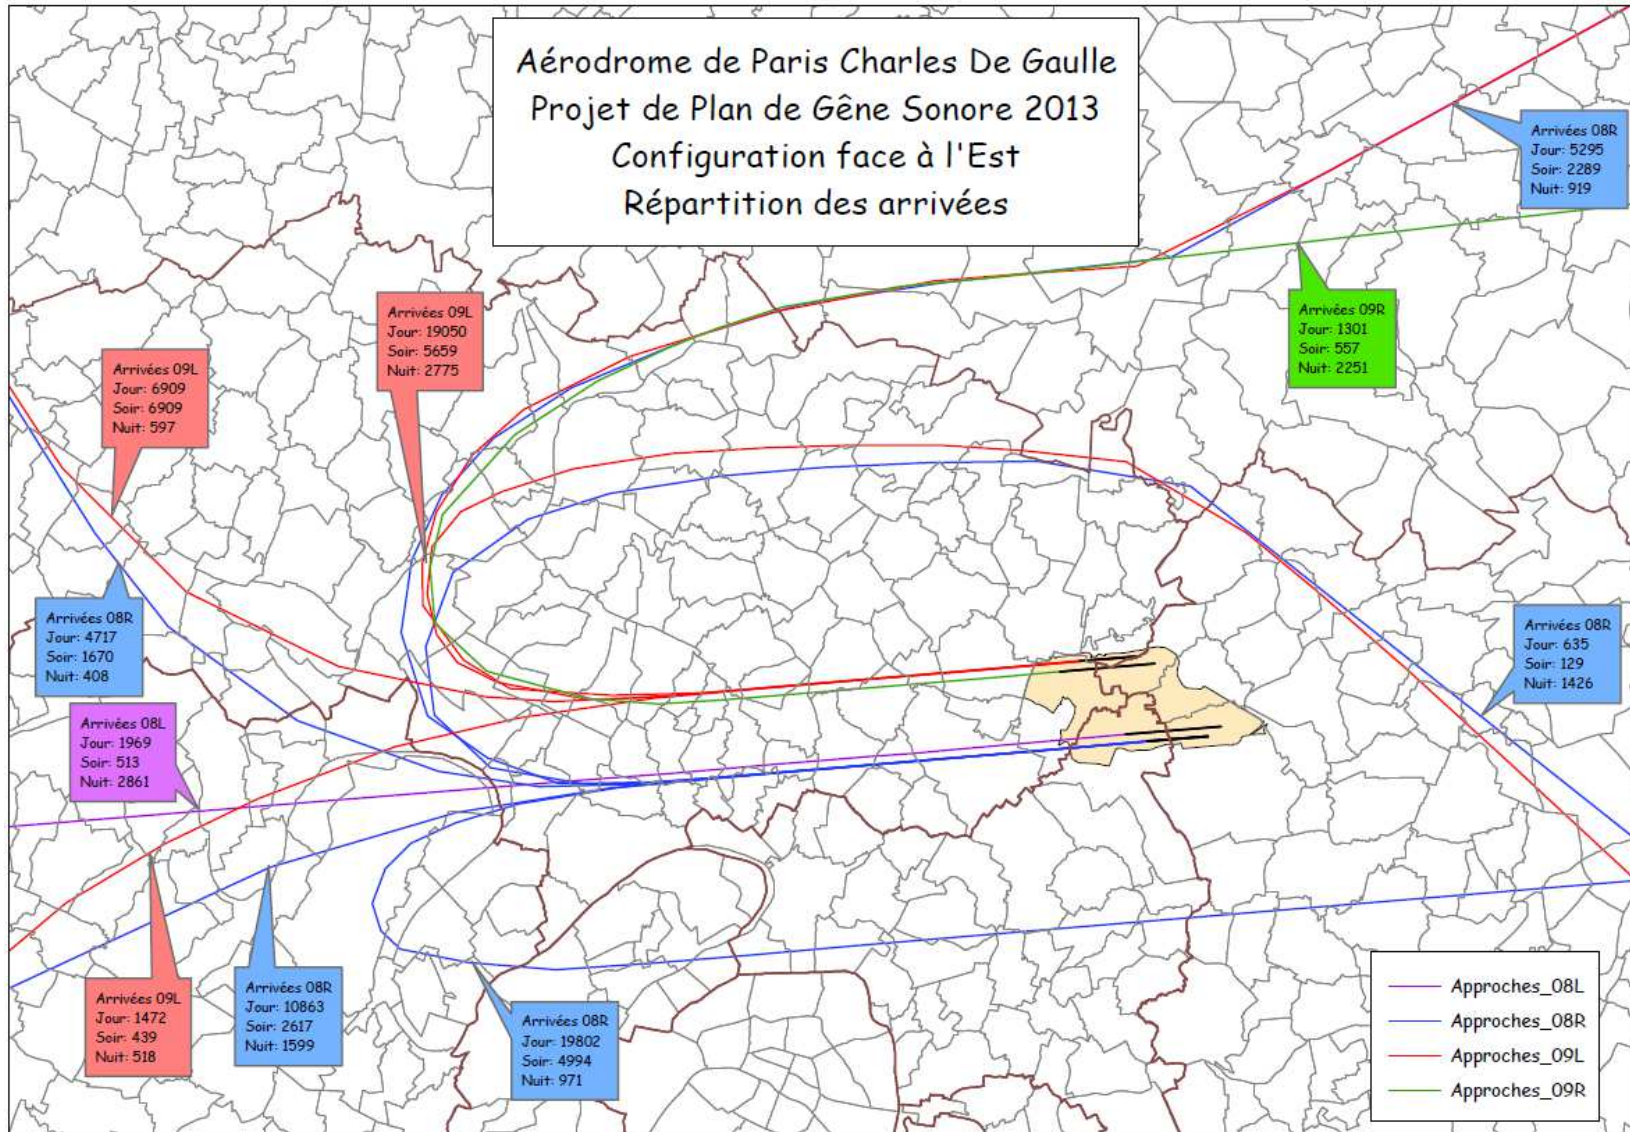 Aérodrome de Paris Charles De Gaulle
Projet de Plan de Gêne Sonore 2013
Configuration face à l'Est
Répartition des arrivées
Arrivées 08R
Jour: 5295
Soir: 2289
Nuit: 919
Arrivées 09R
Jour: 1301
Soir: 557
Nuit: 2251
Arrivées 09L
Jour: 19050
Soir: 5659
Nuit: 2775
Arrivées 09L
Jour: 6909
Soir: 6909
Nuit: 597
Arrivées 08R
Jour: 4717
Soir: 1670
Nuit: 408
Arrivées 08R
Jour: 635
Soir: 129
Nuit: 1426
Arrivées 08L
Jour: 1969
Soir: 513
Nuit: 2861
Arrivées 09L
Jour: 1472
Soir: 439
Nuit: 518
Arrivées 08R
Jour: 10863
Soir: 2617
Nuit: 1599
Arrivées 08R
Jour: 19802
Soir: 4994
Nuit: 971
Approches_08L
Approches_08R
Approches_09L
Approches_09R